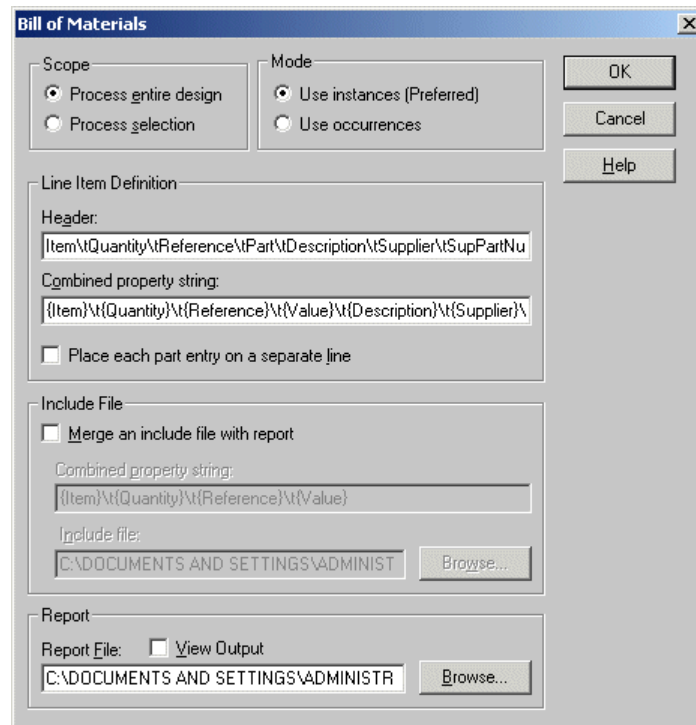 Bill of Materials
Scope
Process entire design
Process selection
Mode
Use instances (Preferred)
Use occurrences
OK
Cancel
Help
Line Item Definition
Header:
Item\tQuantity\tReference\tPart\tDescription\tSupplier\tSupPartNu
Combined property string:
{Item}\t{Quantity}\t{Reference}\t{Value}\t{Description}\t{Supplier}\
Place each part entry on a separate line
Include File
Merge an include file with report
Combined property string:
{Item}\t{Quantity}\t{Reference}\t{Value}
Include file:
C:\DOCUMENTS AND SETTINGS\ADMINIST
Browse...
Report
Report File:
View Output
C:\DOCUMENTS AND SETTINGS\ADMINISTR
Browse...